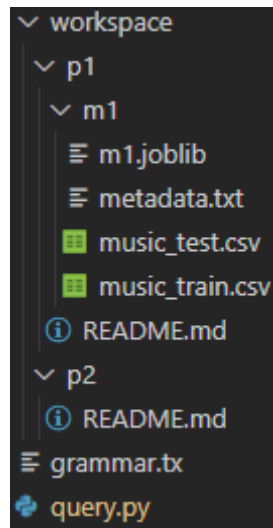 workspace
p1
m1
m1.joblib
metadata.txt
music_test.csv
music_train.csv
README.md
p2
README.md
grammar.tx
query.py